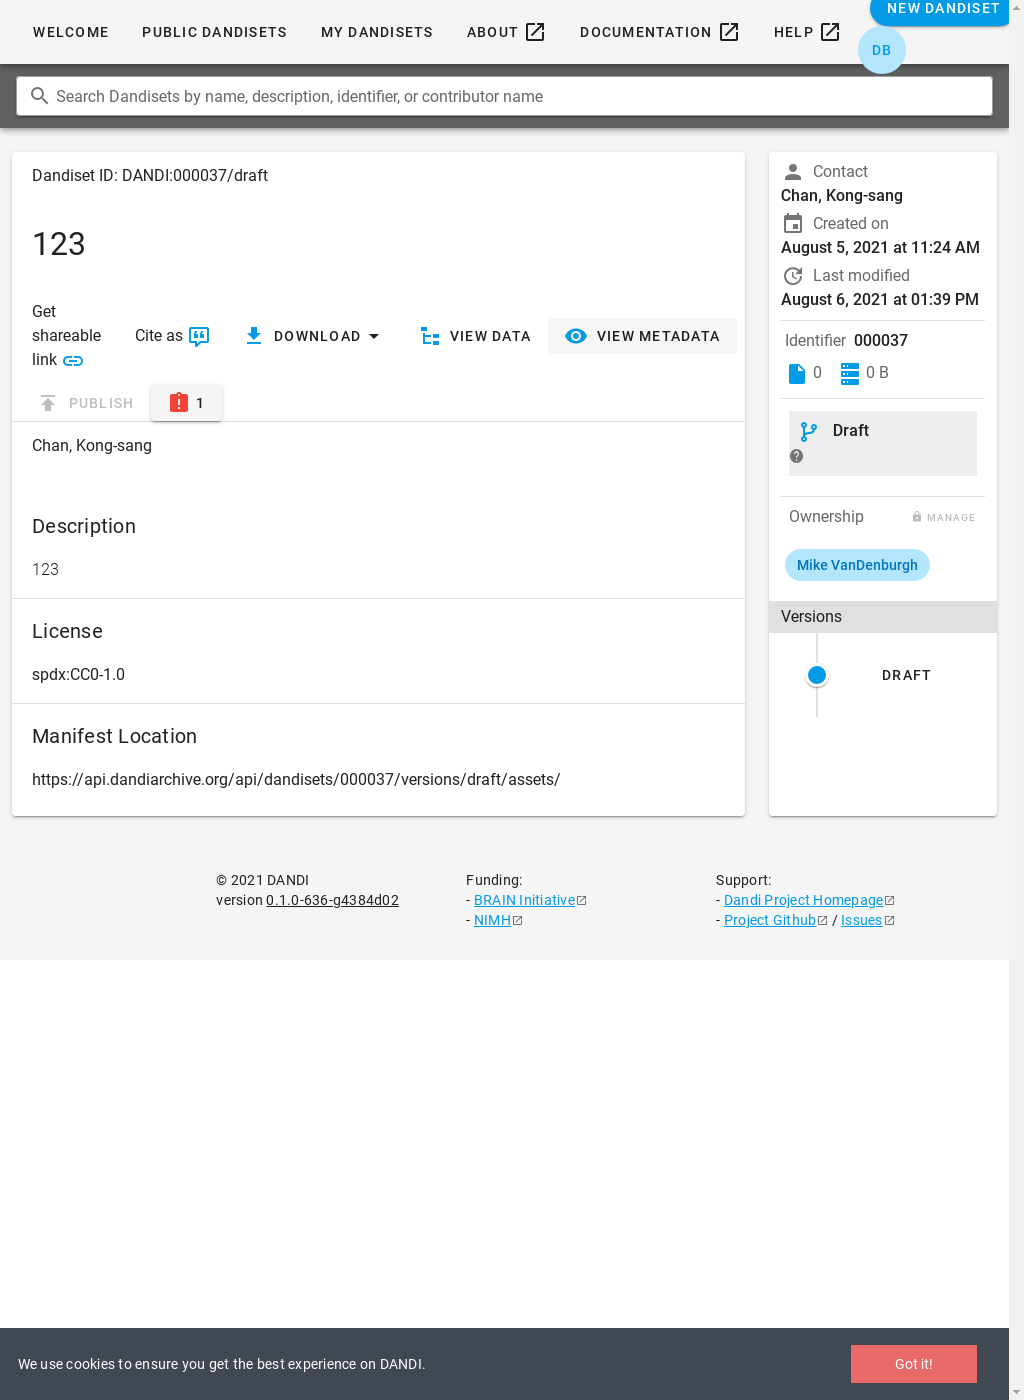 WELCOME
PUBLIC DANDISETS
MY DANDISETS
ABOUT
DOCUMENTATION
HELP
NEW DANDISET
DB
Search Dandisets by name, description, identifier, or contributor name
Dandiset ID: DANDI:000037/draft
123
Get
shareable
link
Cite as
DOWNLOAD
VIEW DATA
VIEW METADATA
PUBLISH
1
Chan, Kong-sang
Description
123
License
spdx:CC0-1.0
Manifest Location
https://api.dandiarchive.org/api/dandisets/000037/versions/draft/assets/
Contact
Chan, Kong-sang
Created on
August 5, 2021 at 11:24 AM
Last modified
August 6, 2021 at 01:39 PM
Identifier 000037
0
0 B
Draft
Ownership
MANAGE
Mike VanDenburgh
Versions
DRAFT
© 2021 DANDI
version 0.1.0-636-g4384d02
Funding:
- BRAIN Initiative
- NIMH
Support:
- Dandi Project Homepage
- Project Github / Issues
We use cookies to ensure you get the best experience on DANDI.
Got it!